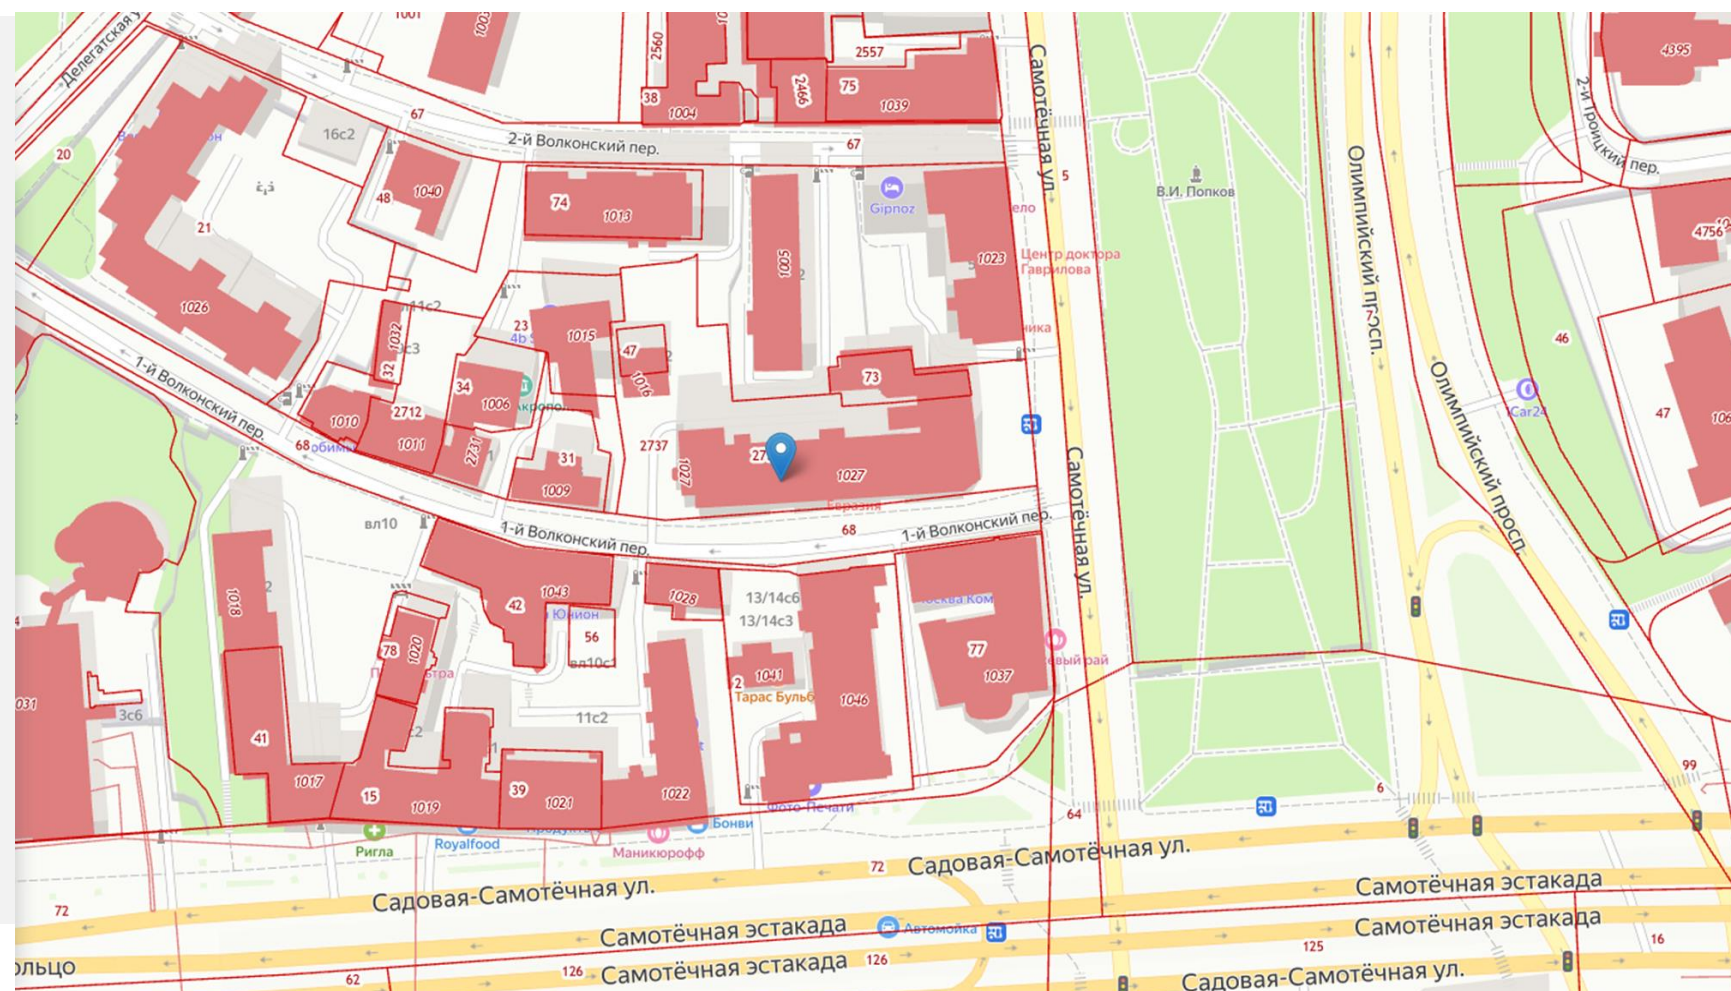 1001
1003
2560
2557
Самотёчная ул.
4395
Делегатская
38
1004
2466
75
1039
67
16с2
2-й Волконский пер.
67
2-й Троицкий пер.
20
48
1040
74
1013
Gipnoz
5
В.И. Попков
Олимпийский просп.
21
1005
1023
Центр доктора
Гаврилова
4756
1026
1032
23
1015
47
1016
46
1-й Волконский пер.
32
34
1006
73
Олимпийский просп.
iCar24
47
1010
2712
1011
68
2731
31
1009
2737
1027
1027
Евразия
Самотёчная ул.
вл10
1-й Волконский пер.
68
1-й Волконский пер.
1018
42
1043
1028
13/14с6
13/14с3
56
78
1020
1041
Тарас Бульб
1046
77
1037
1031
3с6
41
11с2
1017
15
1019
39
1021
1022
Фото-Печати
64
6
99
Ригла
Royalfood
Маникюрофф
Бонви
72
Садовая-Самотёчная ул.
72
Садовая-Самотёчная ул.
Самотёчная эстакада
Самотёчная эстакада
Автомойка
Самотёчная эстакада
125
16
ольцо
62
126
Самотёчная эстакада
126
Садовая-Самотёчная ул.